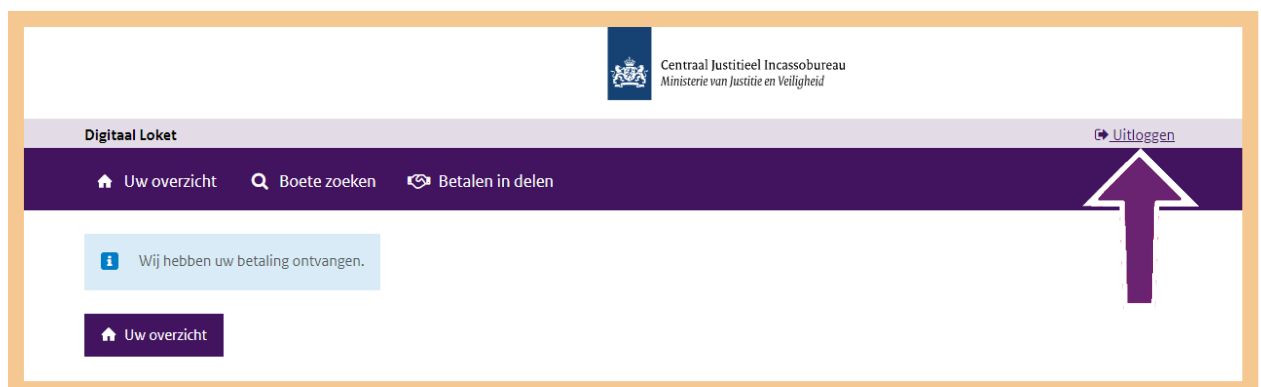 Centraal Justitieel Incassobureau
Ministerie van Justitie en Veiligheid
Digitaal Loket
Uitloggen
Uw overzicht
Boete zoeken
Betalen in delen
Wij hebben uw betaling ontvangen.
Uw overzicht